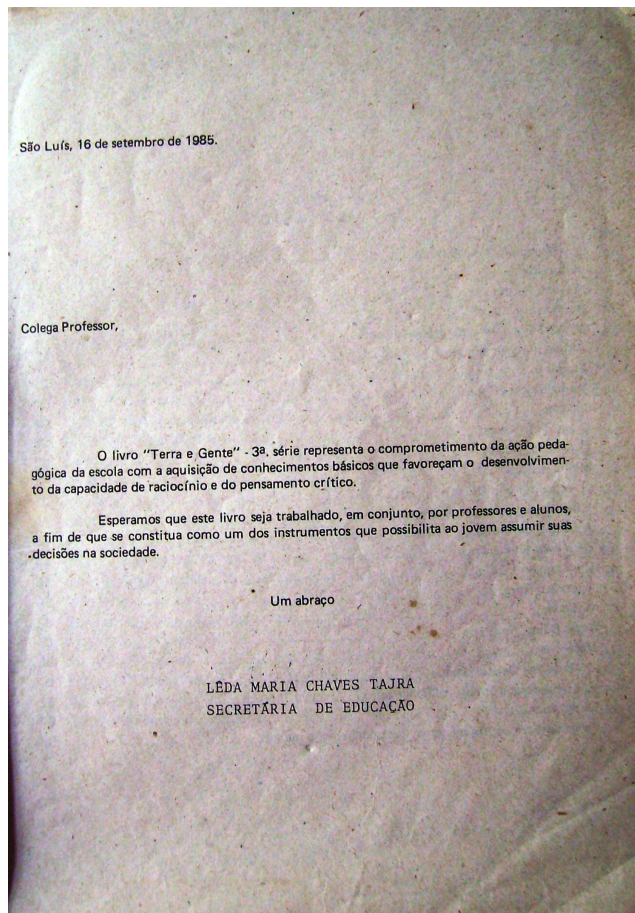 São Luís, 16 de setembro de 1985.
Colega Professor,
O livro "Terra e Gente" - 3ª. série representa o comprometimento da ação peda-
gógica da escola com a aquisição de conhecimentos básicos que favoreçam o desenvolvimen-
to da capacidade de raciocínio e do pensamento crítico.
Esperamos que este livro seja trabalhado, em conjunto, por professores e alunos,
a fim de que se constitua como um dos instrumentos que possibilita ao jovem assumir suas
decisões na sociedade.
Um abraço
LÊDA MARIA CHAVES TAJRA
SECRETÁRIA DE EDUCAÇÃO